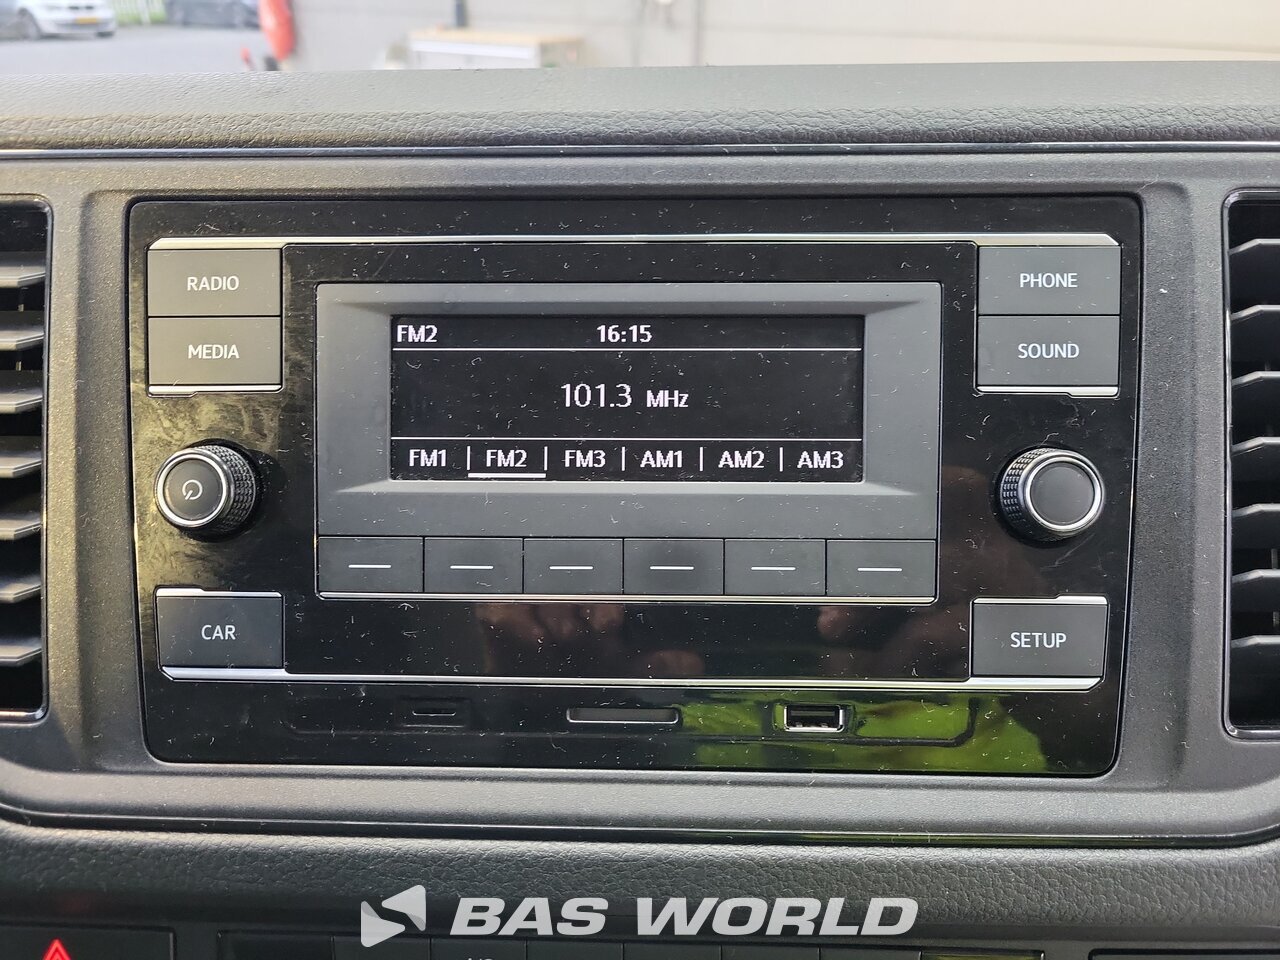 RADIO
MEDIA
PHONE
SOUND
FM2 16:15
101.3 MHz
FM1 | FM2 | FM3 | AM1 | AM2 | AM3
CAR
SETUP
BAS WORLD